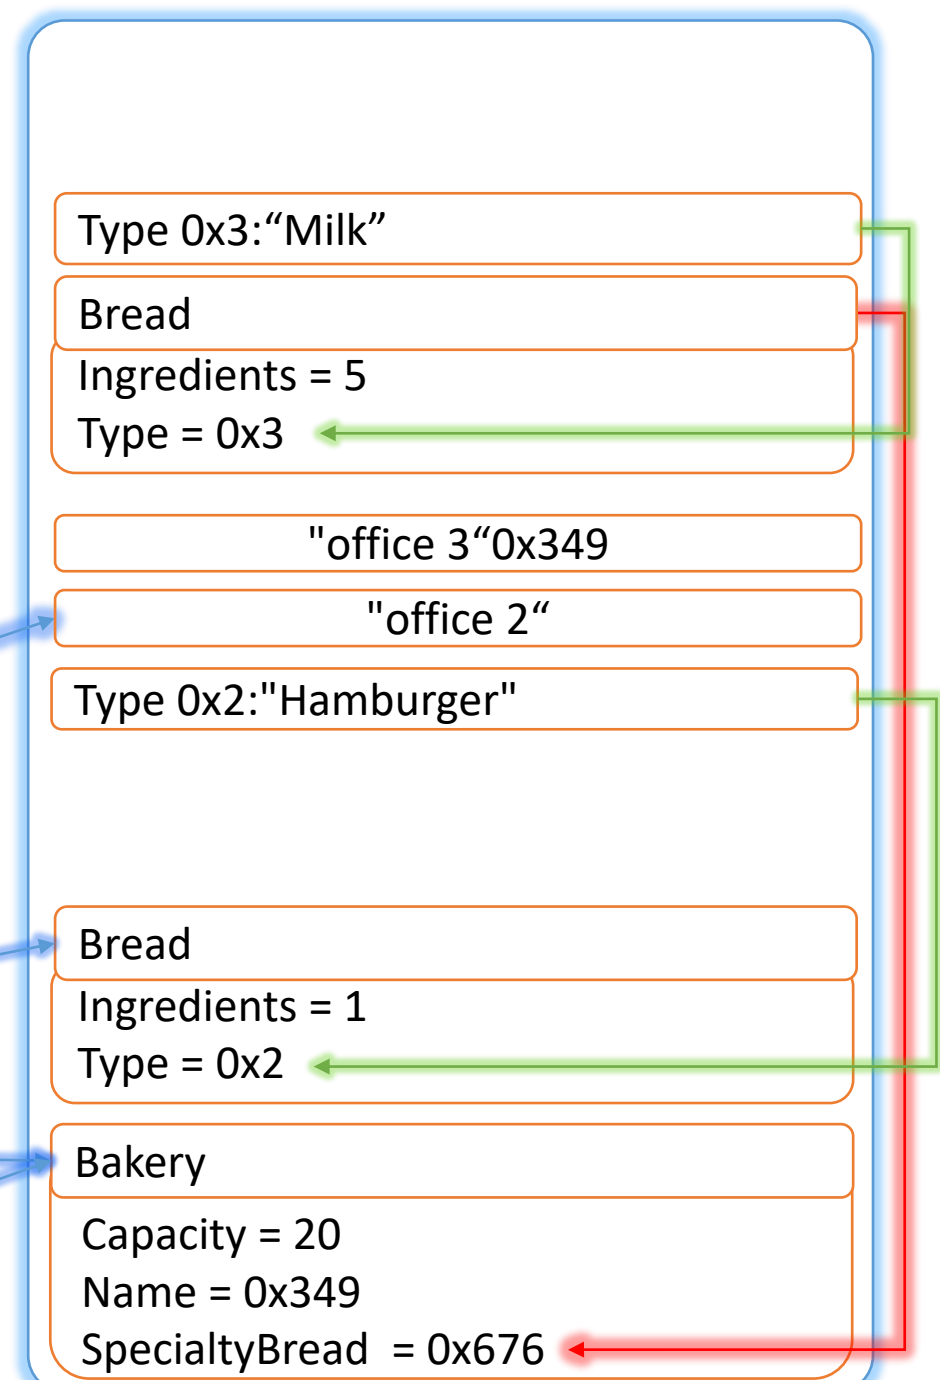 Type 0x3:“Milk”
Bread
Ingredients = 5
Type = 0x3
"office 3“0x349
"office 2“
Type 0x2:"Hamburger"
Bread
Ingredients = 1
Type = 0x2
Bakery
Capacity = 20
Name = 0x349
SpecialtyBread  = 0x676